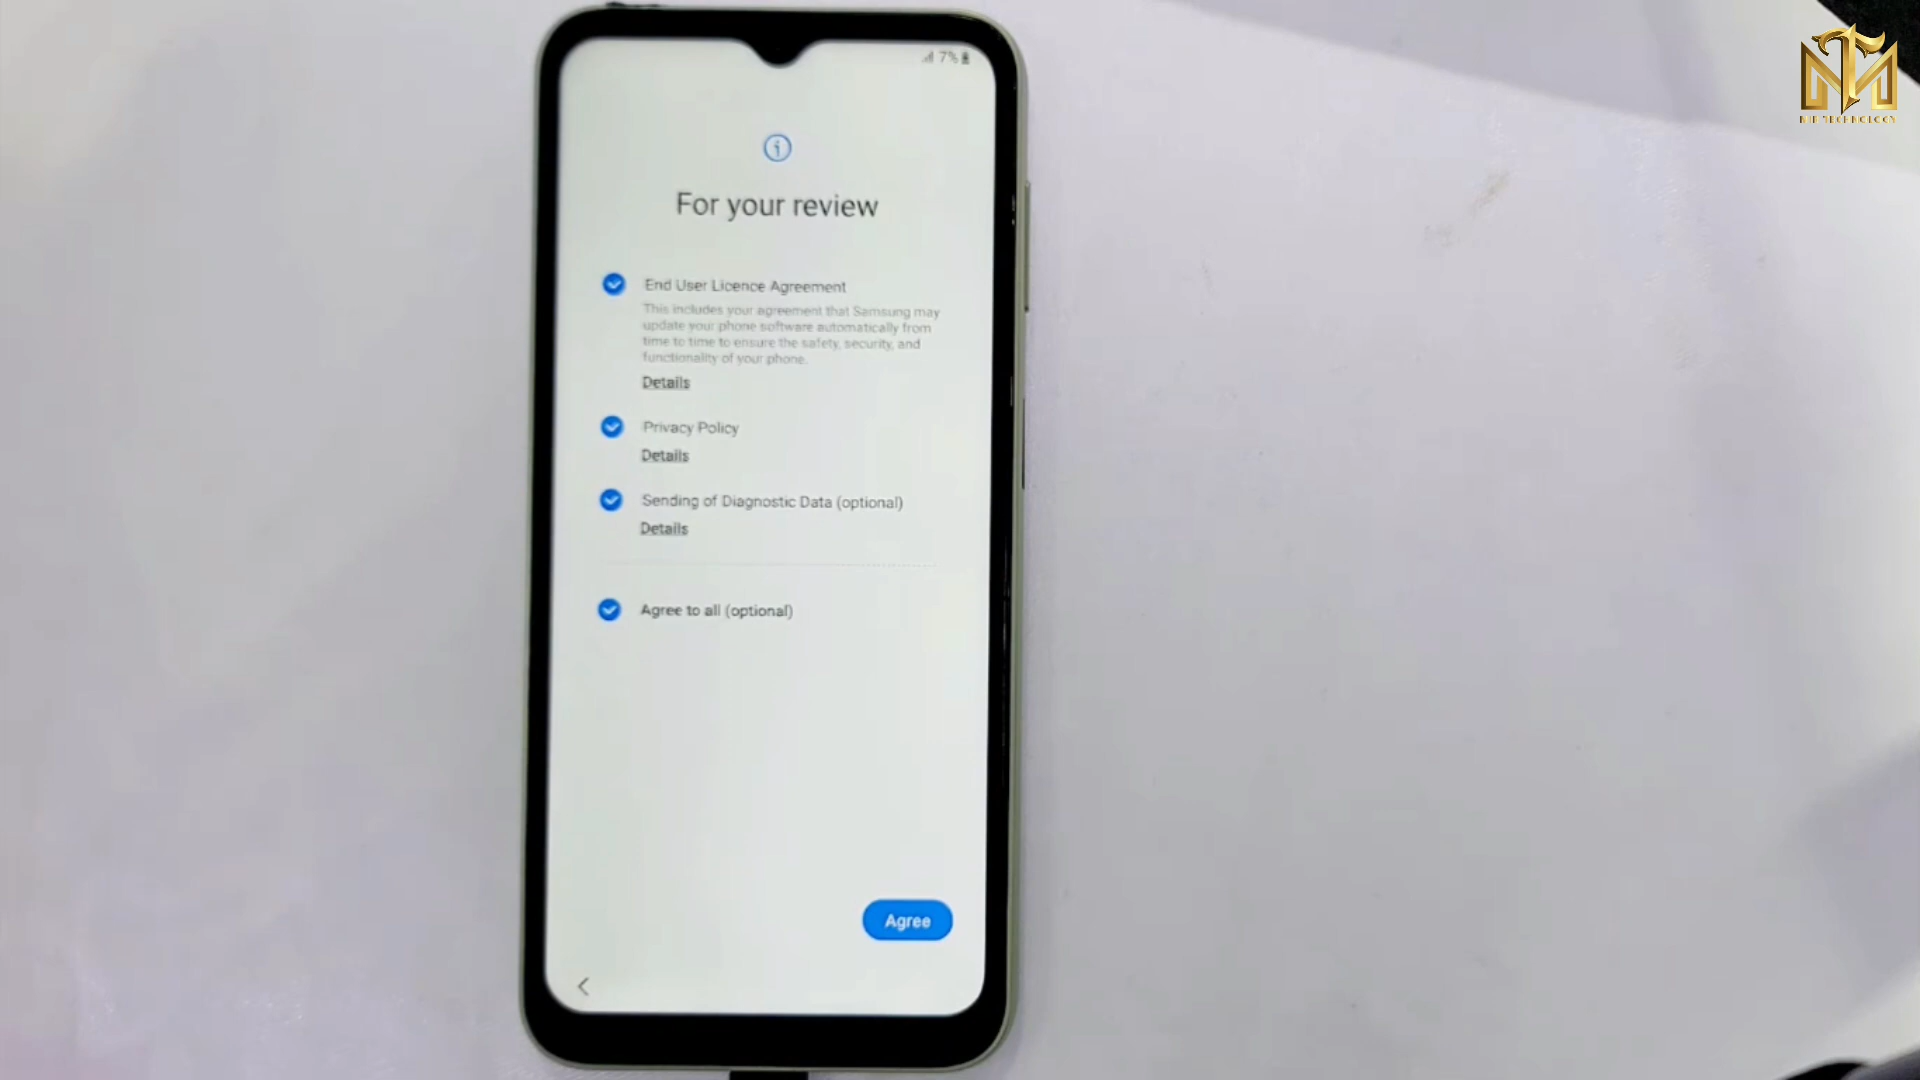 7%
For your review
End User Licence Agreement
This includes your agreement that Samsung may
update your phone software automatically from
time to time to ensure the safety, security, and
functionality of your phone.
Details
Privacy Policy
Details
Sending of Diagnostic Data (optional)
Details
Agree to all (optional)
Agree
TECHNOLOGY